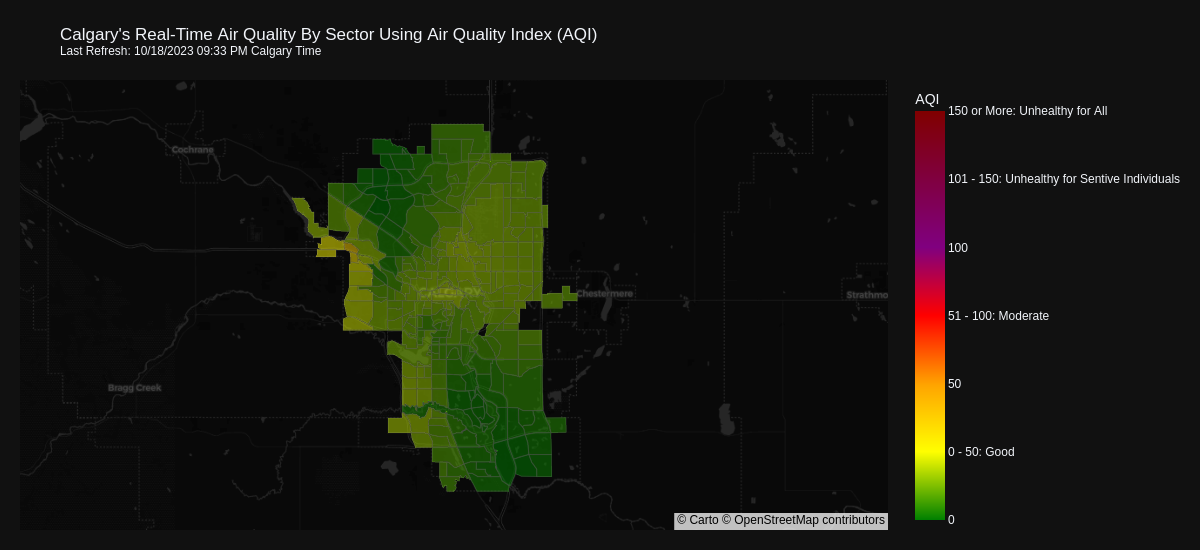 Calgary's Real-Time Air Quality By Sector Using Air Quality Index (AQI)
Last Refresh: 10/18/2023 09:33 PM Calgary Time
AQI
150 or More: Unhealthy for All
101 - 150: Unhealthy for Sentive Individuals
100
51 - 100: Moderate
50
0 - 50: Good
0
Cochrane
CALGARY
Chestermere
Strathmo
Bragg Creek
© Carto © OpenStreetMap contributors